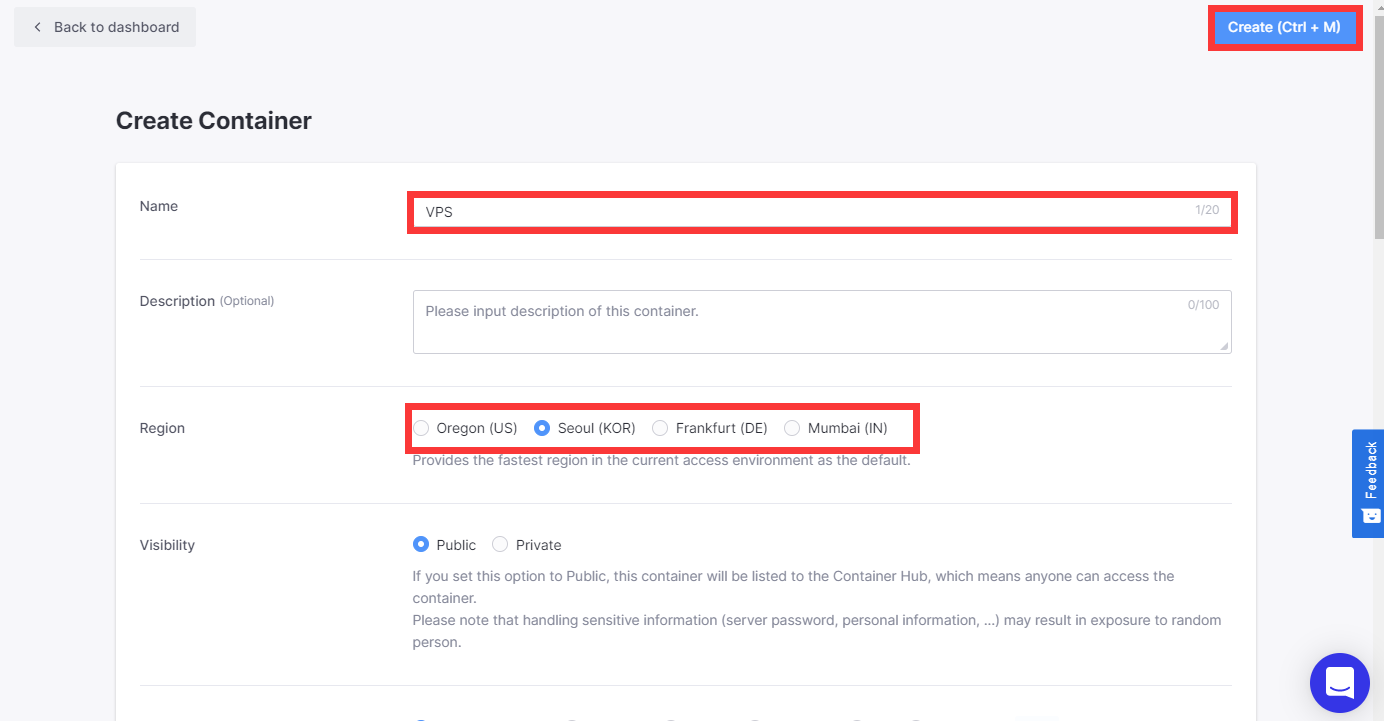 Back to dashboard
Create (Ctrl + M)
Create Container
Name
VPS
1/20
Description (Optional)
Please input description of this container.
0/100
Region
Oregon (US) Seoul (KOR) Frankfurt (DE) Mumbai (IN)
Provides the fastest region in the current access environment as the default.
Feedback
Visibility
Public Private
If you set this option to Public, this container will be listed to the Container Hub, which means anyone can access the
container.
Please note that handling sensitive information (server password, personal information, ...) may result in exposure to random
person.